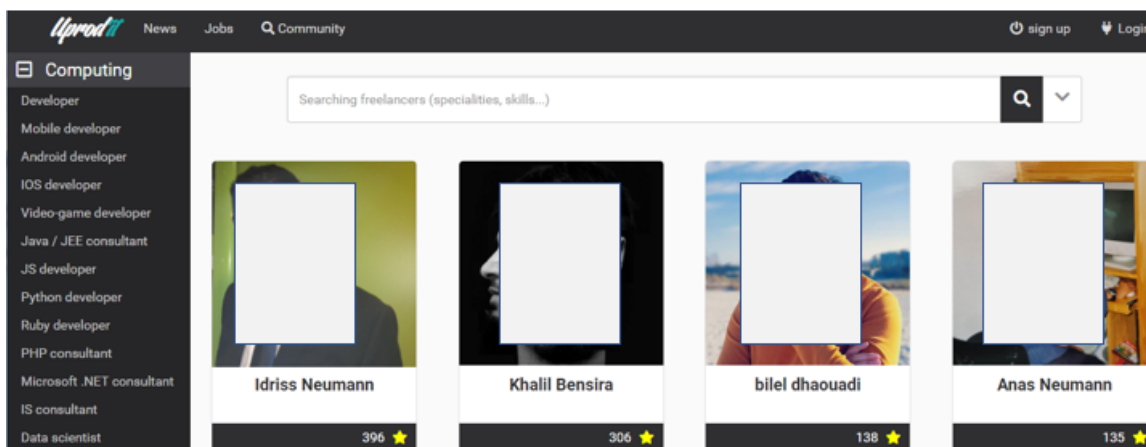 Uprodit News Jobs Community sign up Login
Computing
Developer
Mobile developer
Android developer
IOS developer
Video-game developer
Java / JEE consultant
JS developer
Python developer
Ruby developer
PHP consultant
Microsoft .NET consultant
IS consultant
Data scientist
Searching freelancers (specialities, skills...)
Idriss Neumann
396
Khalil Bensira
306
bilel dhaouadi
138
Anas Neumann
135